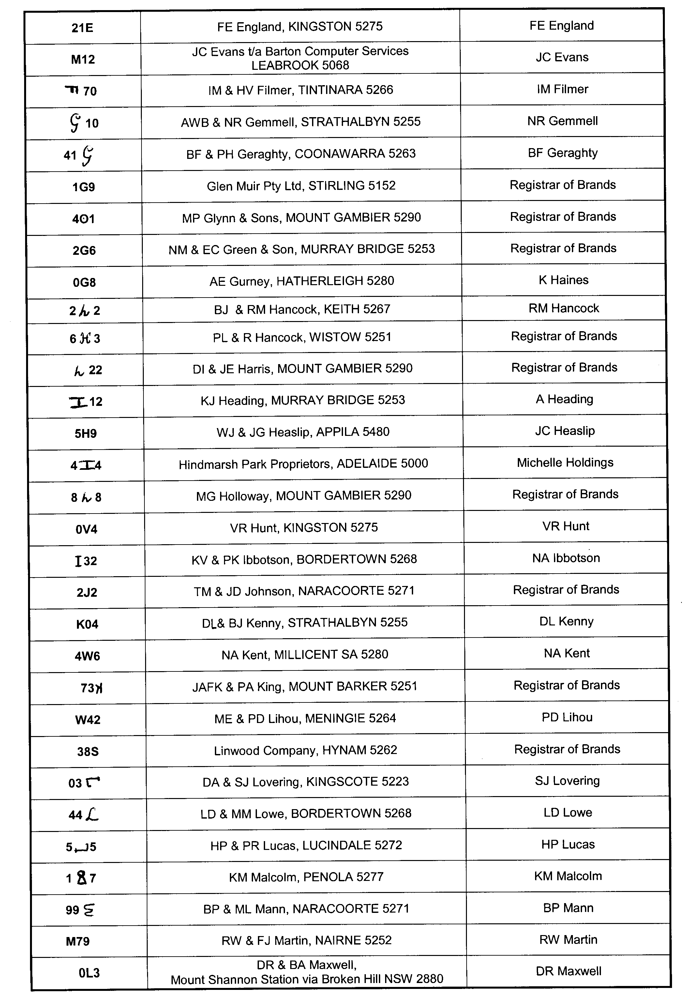 21E FE England, KINGSTON 5275 FE England
M12 JC Evans t/a Barton Computer Services JC Evans
LEABROOK 5068
70 IM & HV Filmer, TINTINARA 5266 IM Filmer
10 AWB & NR Gemmell, STRATHALBYN 5255 NR Gemmell
41 BF & PH Geraghty, COONAWARRA 5263 BF Geraghty
1G9 Glen Muir Pty Ltd, STIRLING 5152 Registrar of Brands
4O1 MP Glynn & Sons, MOUNT GAMBIER 5290 Registrar of Brands
2G6 NM & EC Green & Son, MURRAY BRIDGE 5253 Registrar of Brands
0G8 AE Gurney, HATHERLEIGH 5280 K Haines
2 h 2 BJ & RM Hancock, KEITH 5267 RM Hancock
6 H 3 PL & R Hancock, WISTOW 5251 Registrar of Brands
h 22 DI & JE Harris, MOUNT GAMBIER 5290 Registrar of Brands
12 KJ Heading, MURRAY BRIDGE 5253 A Heading
5H9 WJ & JG Heaslip, APPILA 5480 JC Heaslip
4 4 Hindmarsh Park Proprietors, ADELAIDE 5000 Michelle Holdings
8 h 8 MG Holloway, MOUNT GAMBIER 5290 Registrar of Brands
0V4 VR Hunt, KINGSTON 5275 VR Hunt
I32 KV & PK Ibbotson, BORDERTOWN 5268 NA Ibbotson
2J2 TM & JD Johnson, NARACOORTE 5271 Registrar of Brands
K04 DL& BJ Kenny, STRATHALBYN 5255 DL Kenny
4W6 NA Kent, MILLICENT SA 5280 NA Kent
73 JAFK & PA King, MOUNT BARKER 5251 Registrar of Brands
W42 ME & PD Lihou, MENINGIE 5264 PD Lihou
38S Linwood Company, HYNAM 5262 Registrar of Brands
03 DA & SJ Lovering, KINGSCOTE 5223 SJ Lovering
44 L LD & MM Lowe, BORDERTOWN 5268 LD Lowe
5 5 HP & PR Lucas, LUCINDALE 5272 HP Lucas
1 8 7 KM Malcolm, PENOLA 5277 KM Malcolm
99 BP & ML Mann, NARACOORTE 5271 BP Mann
M79 RW & FJ Martin, NAIRNE 5252 RW Martin
0L3 DR & BA Maxwell, DR Maxwell
Mount Shannon Station via Broken Hill NSW 2880